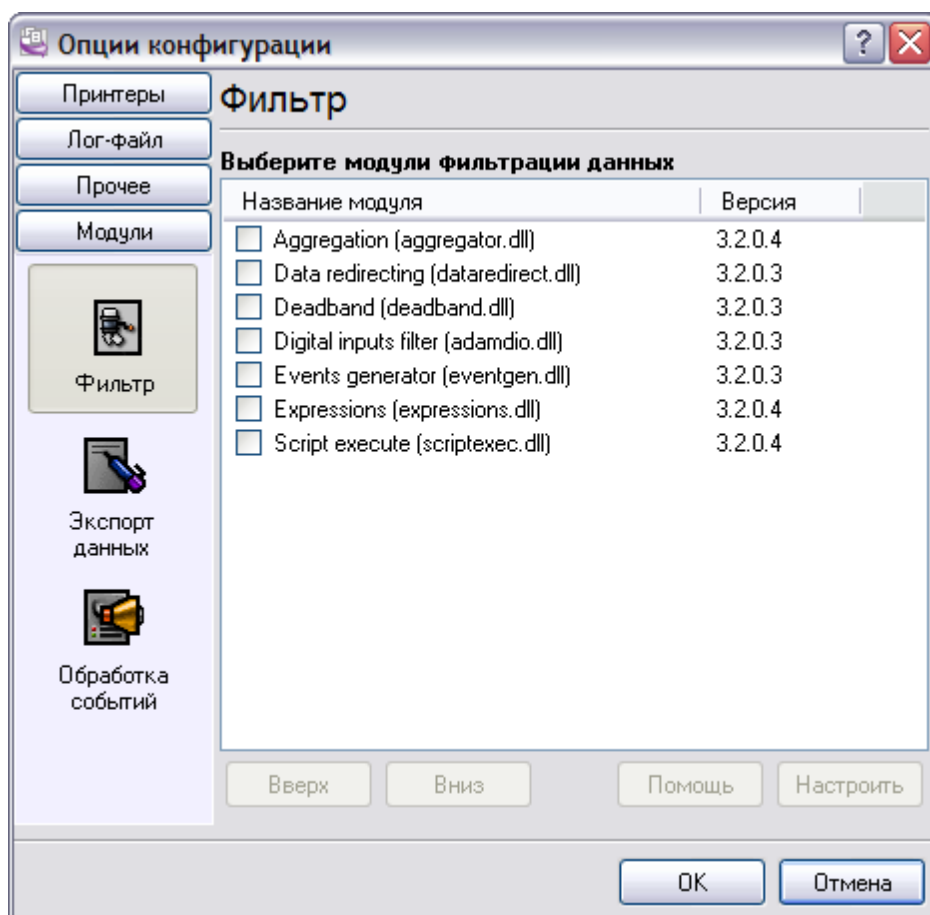 Опции конфигурации
?
Принтеры
Лог-файл
Прочее
Модули
Фильтр
Экспорт
данных
Обработка
событий
Фильтр
Выберите модули фильтрации данных
Название модуля Версия
Aggregation (aggregator.dll) 3.2.0.4
Data redirecting (dataredirect.dll) 3.2.0.3
Deadband (deadband.dll) 3.2.0.3
Digital inputs filter (adamdio.dll) 3.2.0.3
Events generator (eventgen.dll) 3.2.0.3
Expressions (expressions.dll) 3.2.0.4
Script execute (scriptexec.dll) 3.2.0.4
Вверх Вниз Помощь Настроить
OK Отмена